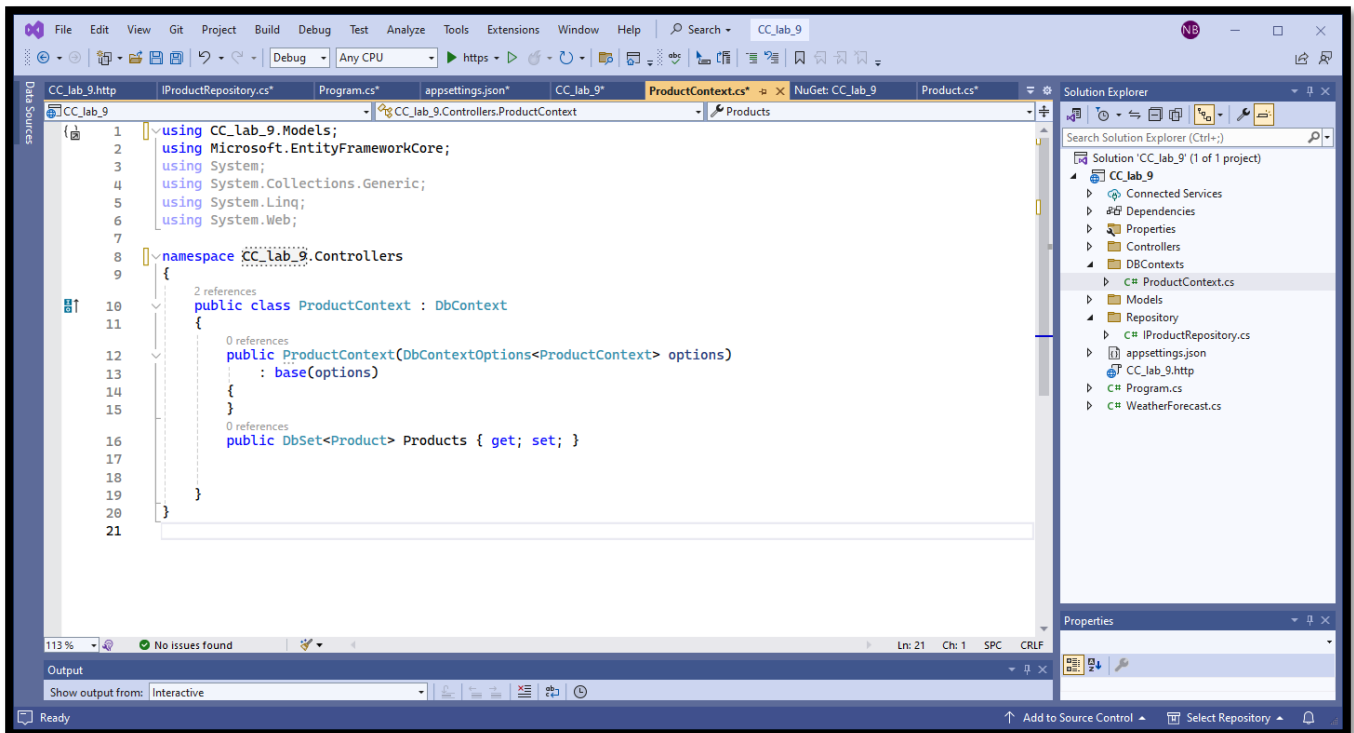 File Edit View Git Project Build Debug Test Analyze Tools Extensions Window Help Search CC_lab_9 NB
Debug Any CPU https
Data Sources
CC_lab_9.http IProductRepository.cs* Program.cs* appsettings.json* CC_lab_9* ProductContext.cs* NuGet: CC_lab_9 Product.cs*
CC_lab_9 CC_lab_9.Controllers.ProductContext Products
1 using CC_lab_9.Models;
2 using Microsoft.EntityFrameworkCore;
3 using System;
4 using System.Collections.Generic;
5 using System.Linq;
6 using System.Web;
7
8 namespace CC_lab_9.Controllers
9 {
2 references
10 public class ProductContext : DbContext
11 {
0 references
12 public ProductContext(DbContextOptions<ProductContext> options)
13 : base(options)
14 {
15 }
0 references
16 public DbSet<Product> Products { get; set; }
17
18
19 }
20 }
21
113 % No issues found Ln: 21 Ch: 1 SPC CRLF
Output
Show output from: Interactive
Solution Explorer
Search Solution Explorer (Ctrl+;)
Solution 'CC_lab_9' (1 of 1 project)
CC_lab_9
Connected Services
Dependencies
Properties
Controllers
DBContexts
C# ProductContext.cs
Models
Repository
C# IProductRepository.cs
appsettings.json
CC_lab_9.http
C# Program.cs
C# WeatherForecast.cs
Properties
Ready Add to Source Control Select Repository